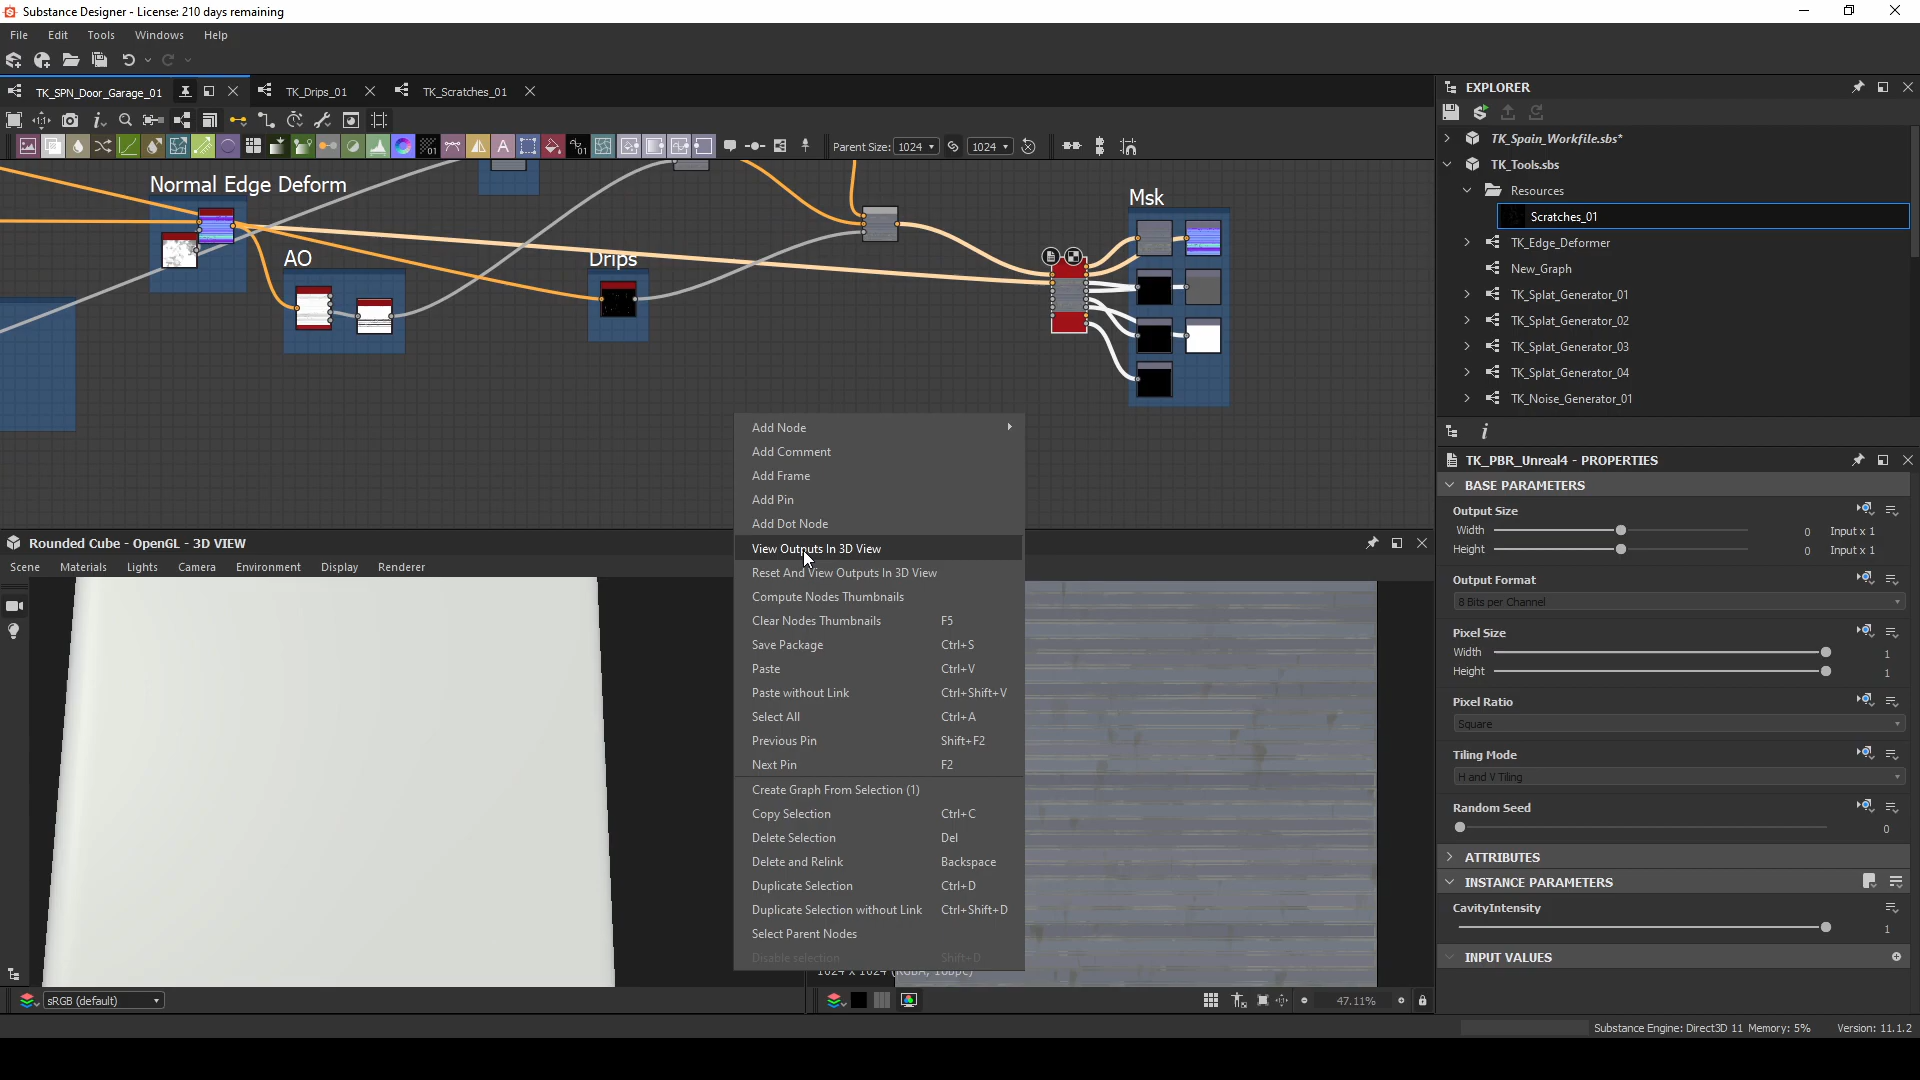 Substance Designer - License: 210 days remaining
File Edit Tools Windows Help
TK_SPN_Door_Garage_01
TK_Drips_01
TK_Scratches_01
Parent Size: 1024 1024
Normal Edge Deform
AO
Drips
Msk
Add Node
Add Comment
Add Frame
Add Pin
Add Dot Node
View Outputs In 3D View
Reset And View Outputs In 3D View
Compute Nodes Thumbnails
Clear Nodes Thumbnails F5
Save Package Ctrl+S
Paste Ctrl+V
Paste without Link Ctrl+Shift+V
Select All Ctrl+A
Previous Pin Shift+F2
Next Pin F2
Create Graph From Selection (1)
Copy Selection Ctrl+C
Delete Selection Del
Delete and Relink Backspace
Duplicate Selection Ctrl+D
Duplicate Selection without Link Ctrl+Shift+D
Select Parent Nodes
Disable selection Shift+D
Rounded Cube - OpenGL - 3D VIEW
Scene Materials Lights Camera Environment Display Renderer
sRGB (default)
1024 x 1024 (RGBA, 16bpc)
47.11%
EXPLORER
TK_Spain_Workfile.sbs*
TK_Tools.sbs
Resources
Scratches_01
TK_Edge_Deformer
New_Graph
TK_Splat_Generator_01
TK_Splat_Generator_02
TK_Splat_Generator_03
TK_Splat_Generator_04
TK_Noise_Generator_01
TK_PBR_Unreal4 - PROPERTIES
BASE PARAMETERS
Output Size
Width 0 Input x 1
Height 0 Input x 1
Output Format
8 Bits per Channel
Pixel Size
Width 1
Height 1
Pixel Ratio
Square
Tiling Mode
H and V Tiling
Random Seed
0
ATTRIBUTES
INSTANCE PARAMETERS
CavityIntensity
1
INPUT VALUES
Substance Engine: Direct3D 11 Memory: 5% Version: 11.1.2